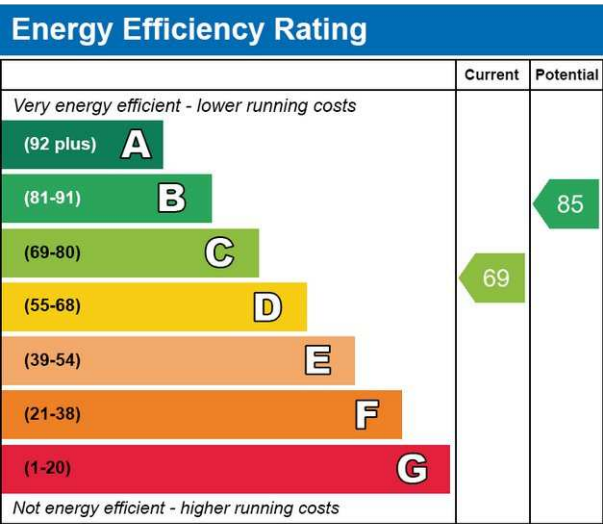 Energy Efficiency Rating
Current Potential
Very energy efficient - lower running costs
(92 plus) A
(81-91) B
85
(69-80) C
69
(55-68) D
(39-54) E
(21-38) F
(1-20) G
Not energy efficient - higher running costs